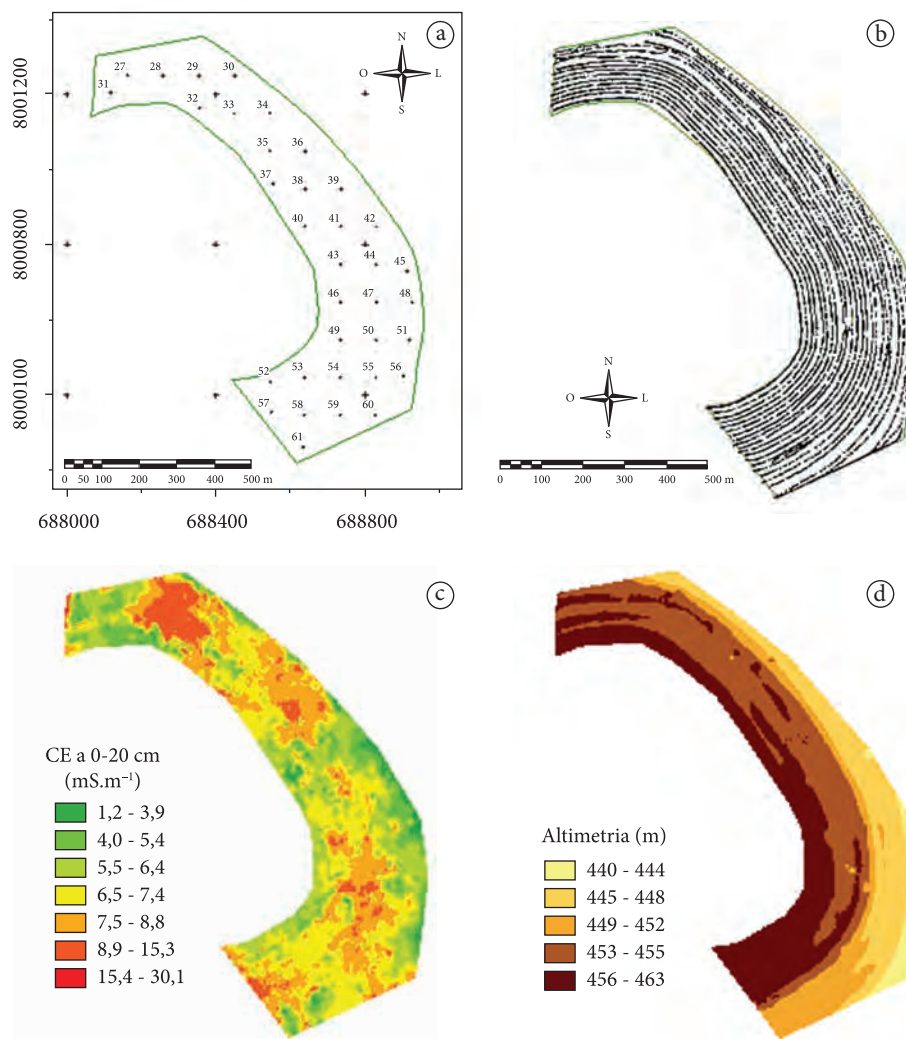 a
N
O
L
S
8001200
8000800
8000100
27 28 29 30
31
32 33 34
35 36
37 38 39
40 41 42
43 44 45
46 47 48
49 50 51
52 53 54 55 56
57 58 59 60
61
0 50 100 200 300 400 500 m
688000 688400 688800
b
N
O
L
S
0 50 100 200 300 400 500 m
c
CE a 0-20 cm
(mS.m⁻¹)
1,2 - 3,9
4,0 - 5,4
5,5 - 6,4
6,5 - 7,4
7,5 - 8,8
8,9 - 15,3
15,4 - 30,1
d
Altimetria (m)
440 - 444
445 - 448
449 - 452
453 - 455
456 - 463